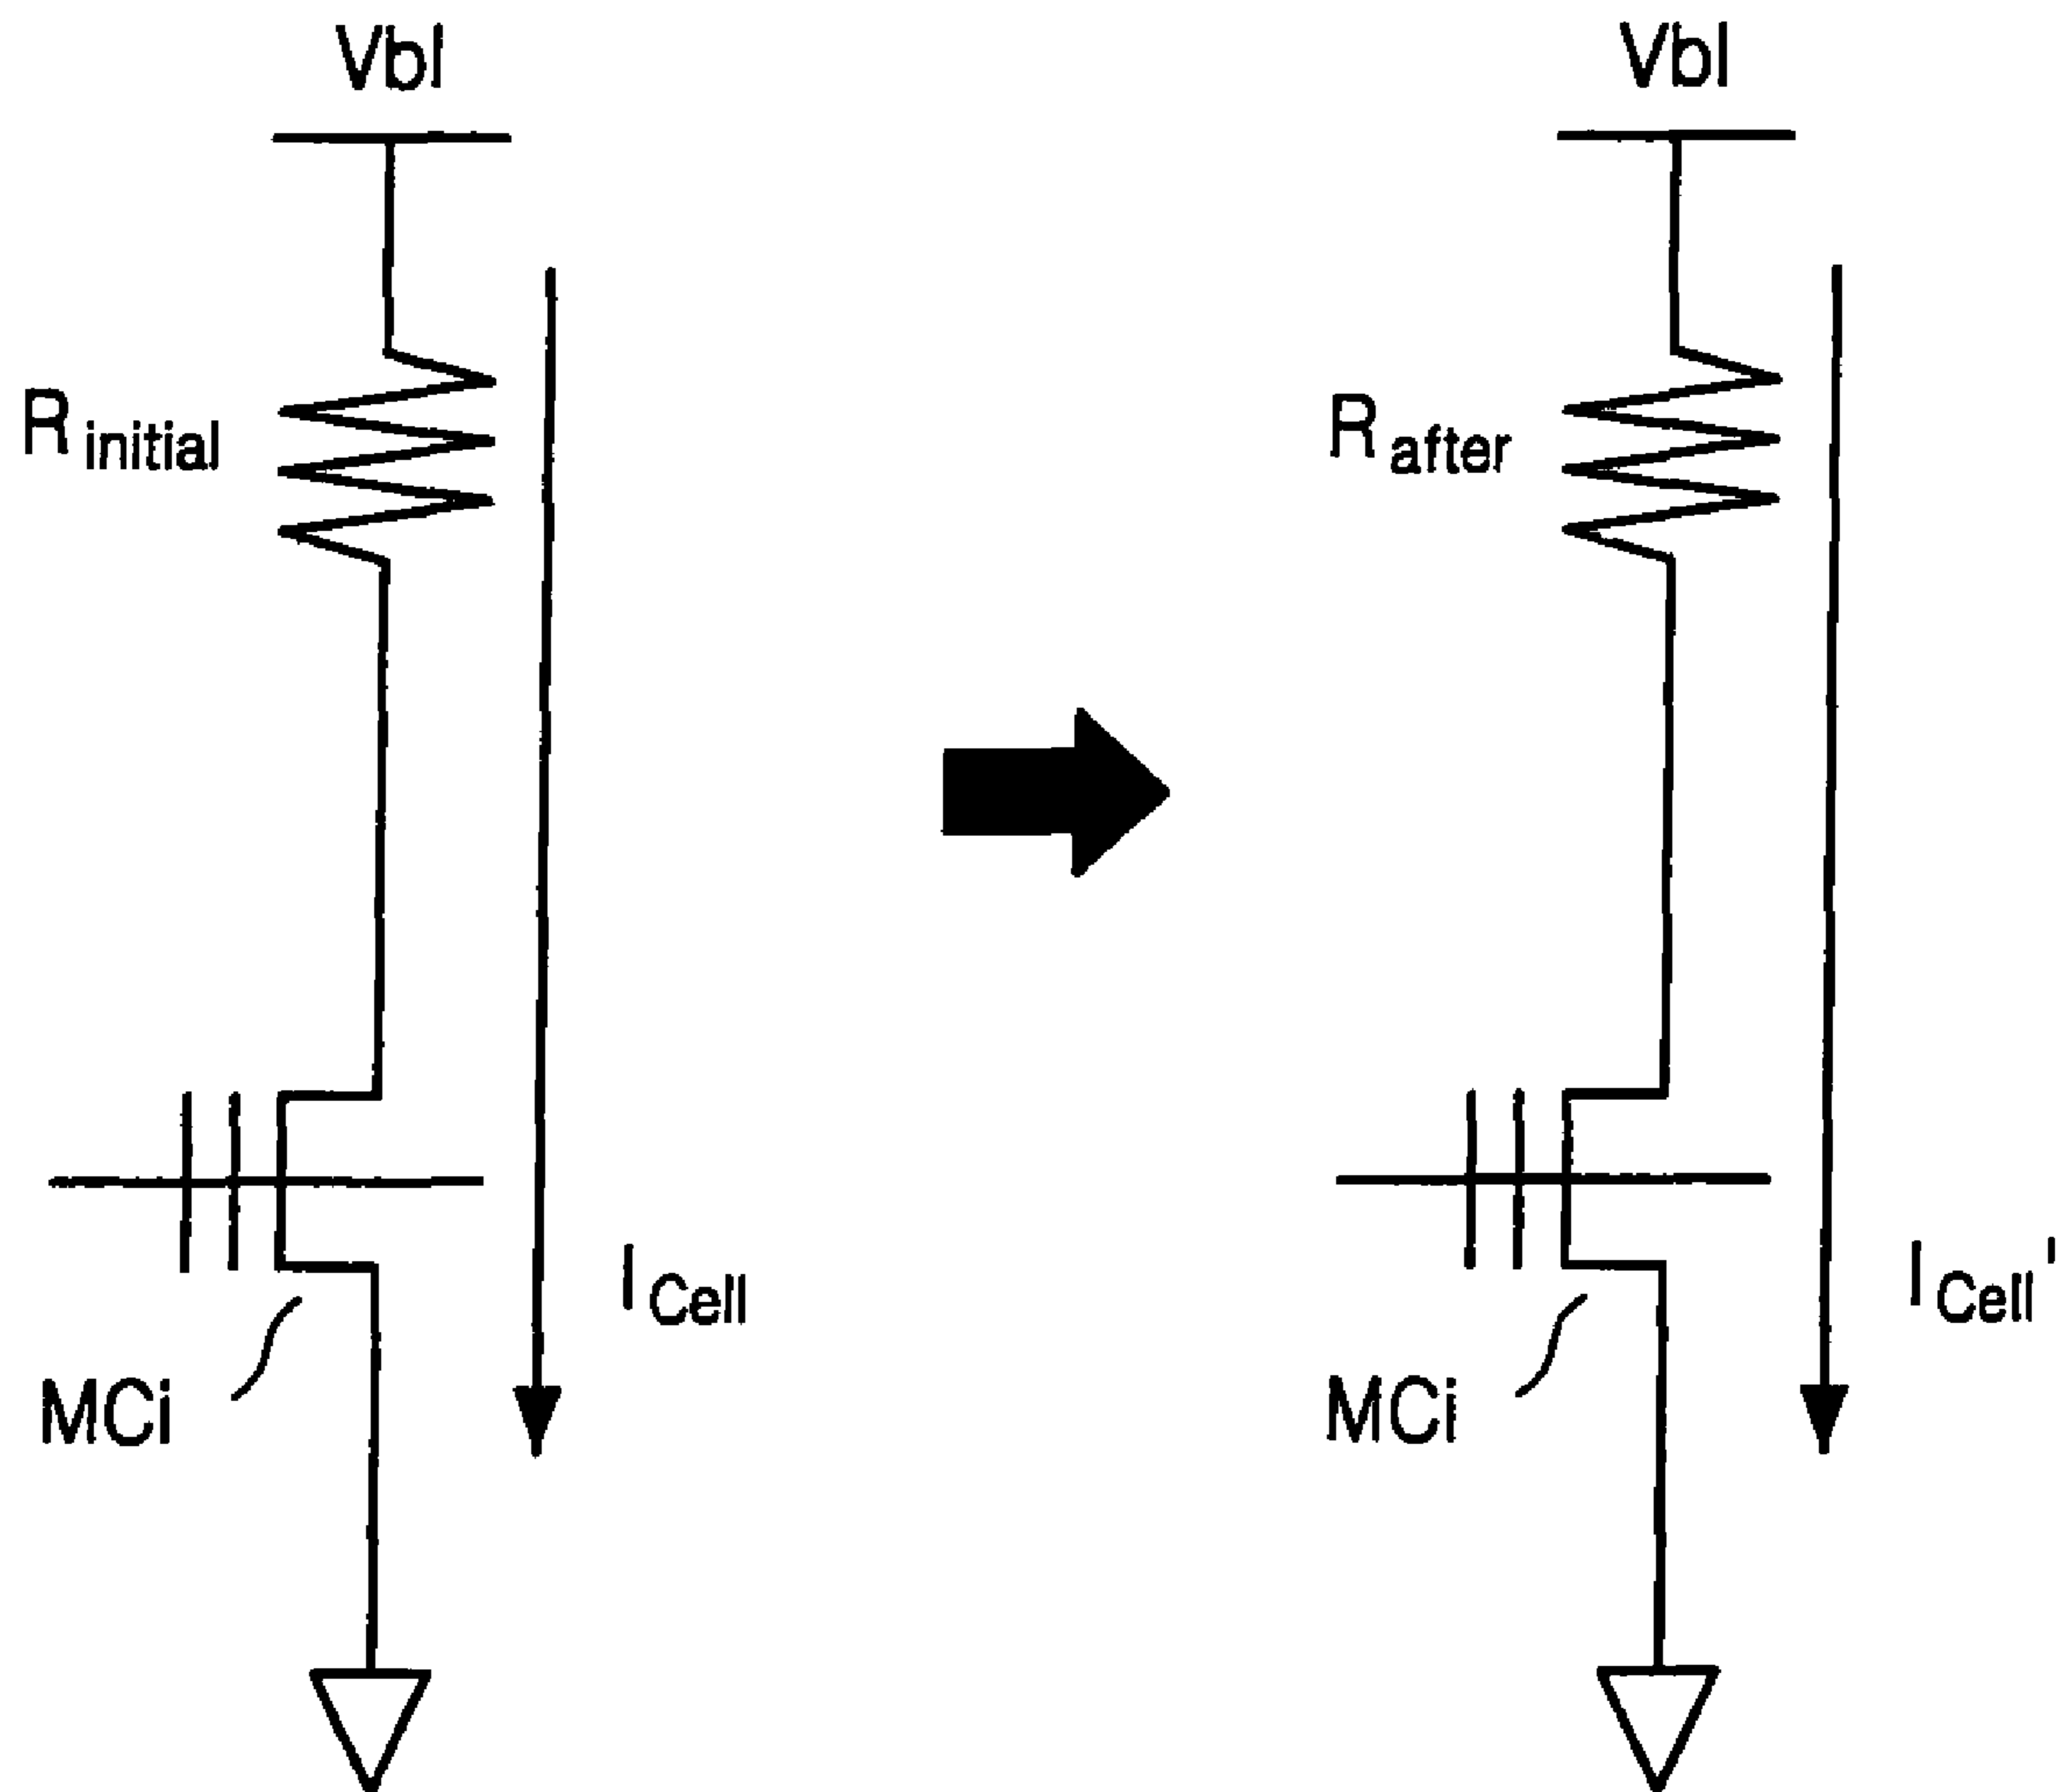 Vbl
R initial
I Cell
MCi
Vbl
R after
I Cell'
MCi